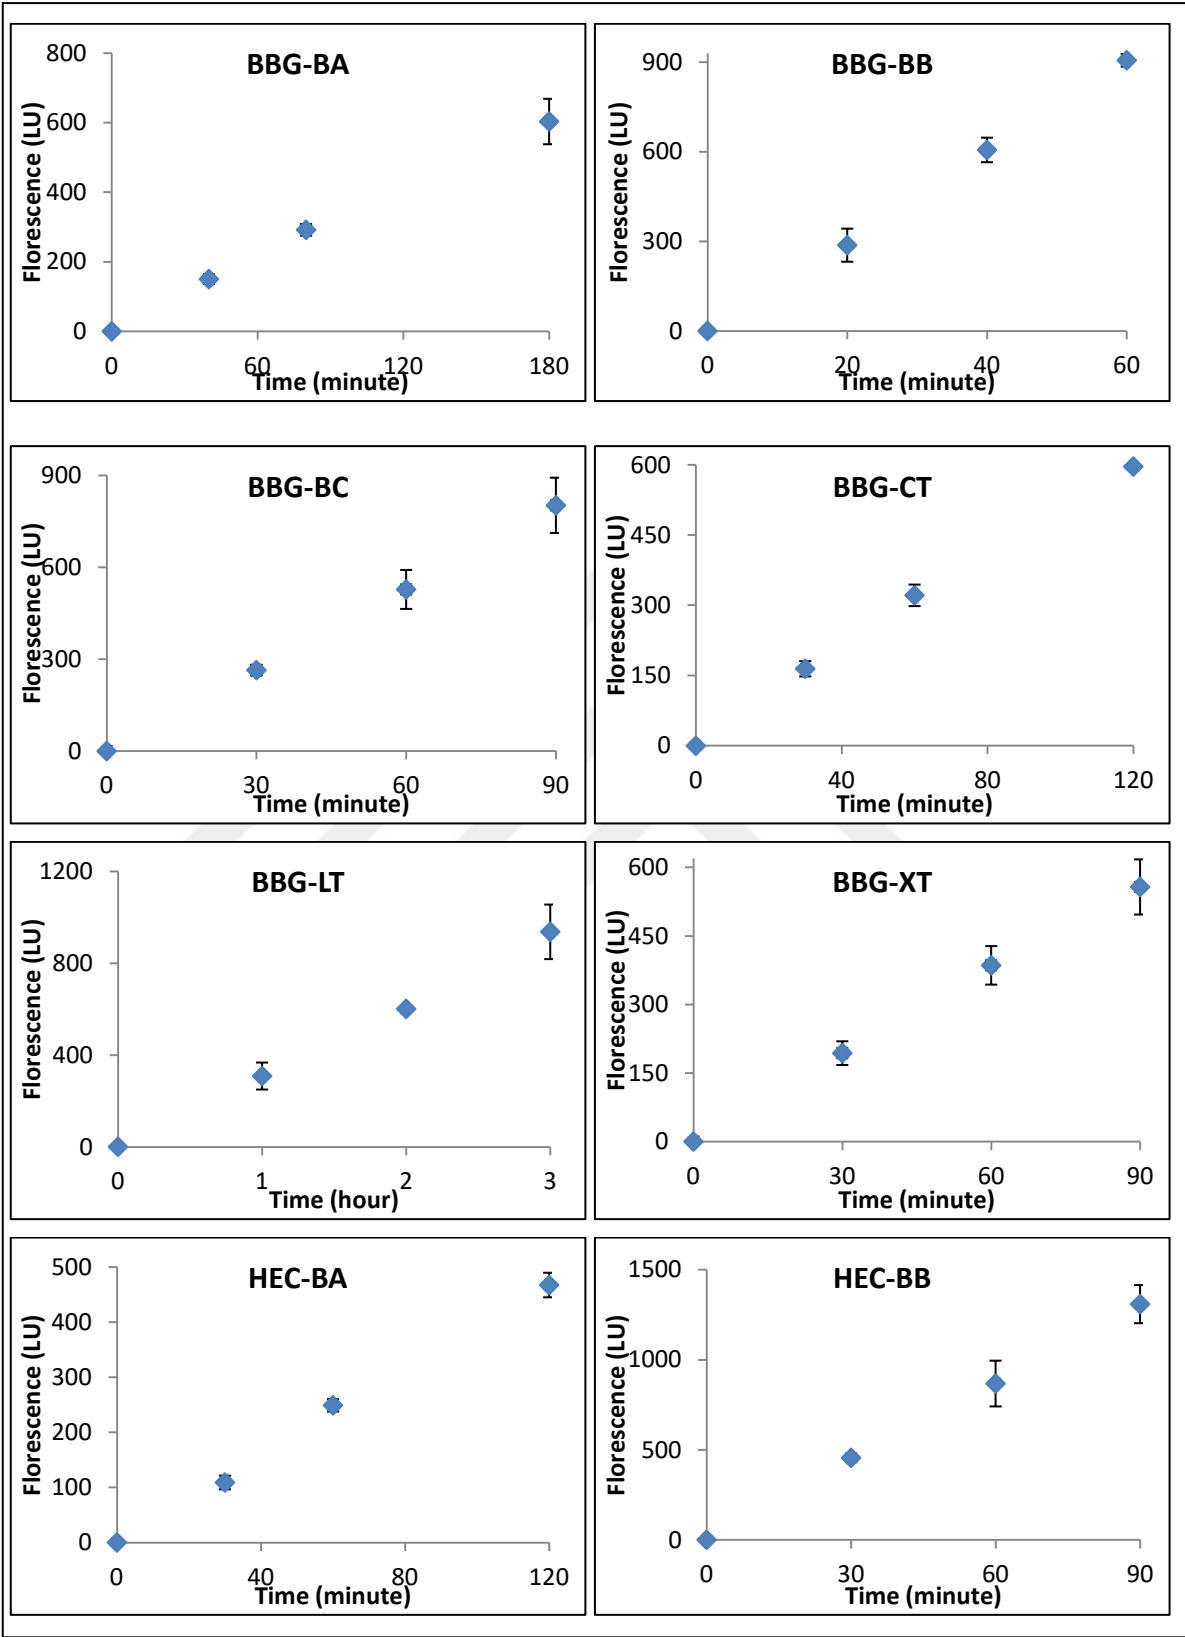 BBG-BA
Florescence (LU)
800
600
400
200
0
0 60 120 180
Time (minute)
BBG-BB
Florescence (LU)
900
600
300
0
0 20 40 60
Time (minute)
BBG-BC
Florescence (LU)
900
600
300
0
0 30 60 90
Time (minute)
BBG-CT
Florescence (LU)
600
450
300
150
0
0 40 80 120
Time (minute)
BBG-LT
Florescence (LU)
1200
800
400
0
0 1 2 3
Time (hour)
BBG-XT
Florescence (LU)
600
450
300
150
0
0 30 60 90
Time (minute)
HEC-BA
Florescence (LU)
500
400
300
200
100
0
0 40 80 120
Time (minute)
HEC-BB
Florescence (LU)
1500
1000
500
0
0 30 60 90
Time (minute)